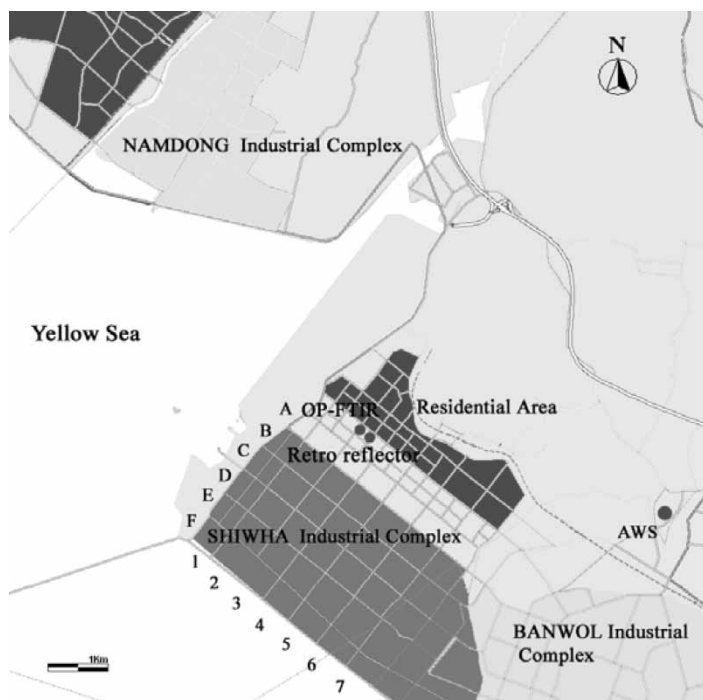 N
NAMDONG Industrial Complex
Yellow Sea
A
OP-FTIR
Residential Area
B
Retro reflector
C
D
E
F
SHIWHA Industrial Complex
AWS
1
2
3
4
5
6
7
BANWOL Industrial
Complex
1Km